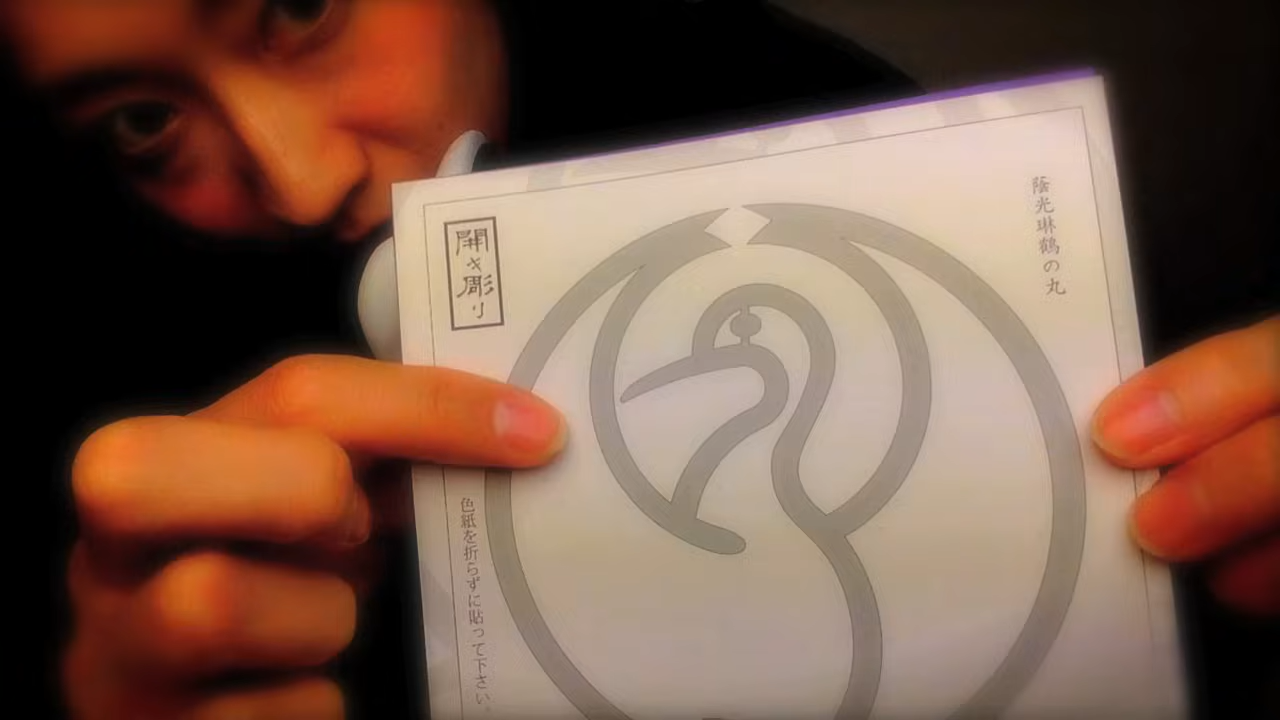 蔭光琳鶴の丸
開き彫り
色紙を折らずに貼って下さい。